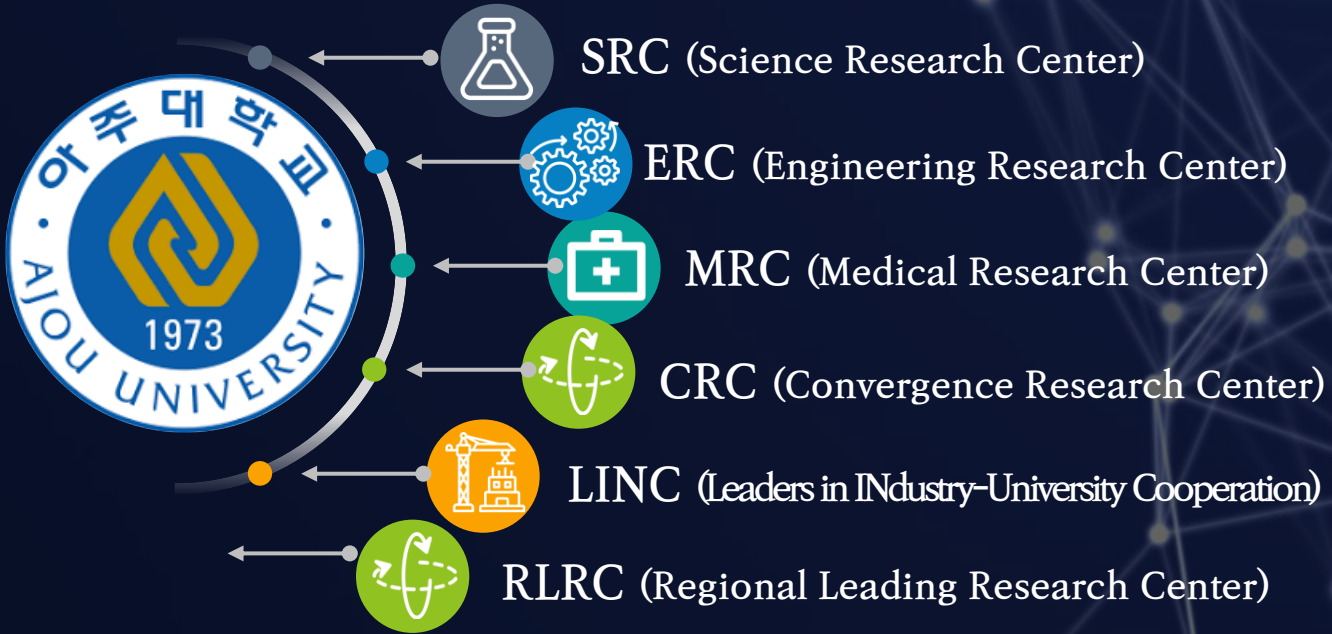 아주대학교
1973
AJOU UNIVERSITY
SRC (Science Research Center)
ERC (Engineering Research Center)
MRC (Medical Research Center)
CRC (Convergence Research Center)
LINC (Leaders in INdustry-University Cooperation)
RLRC (Regional Leading Research Center)